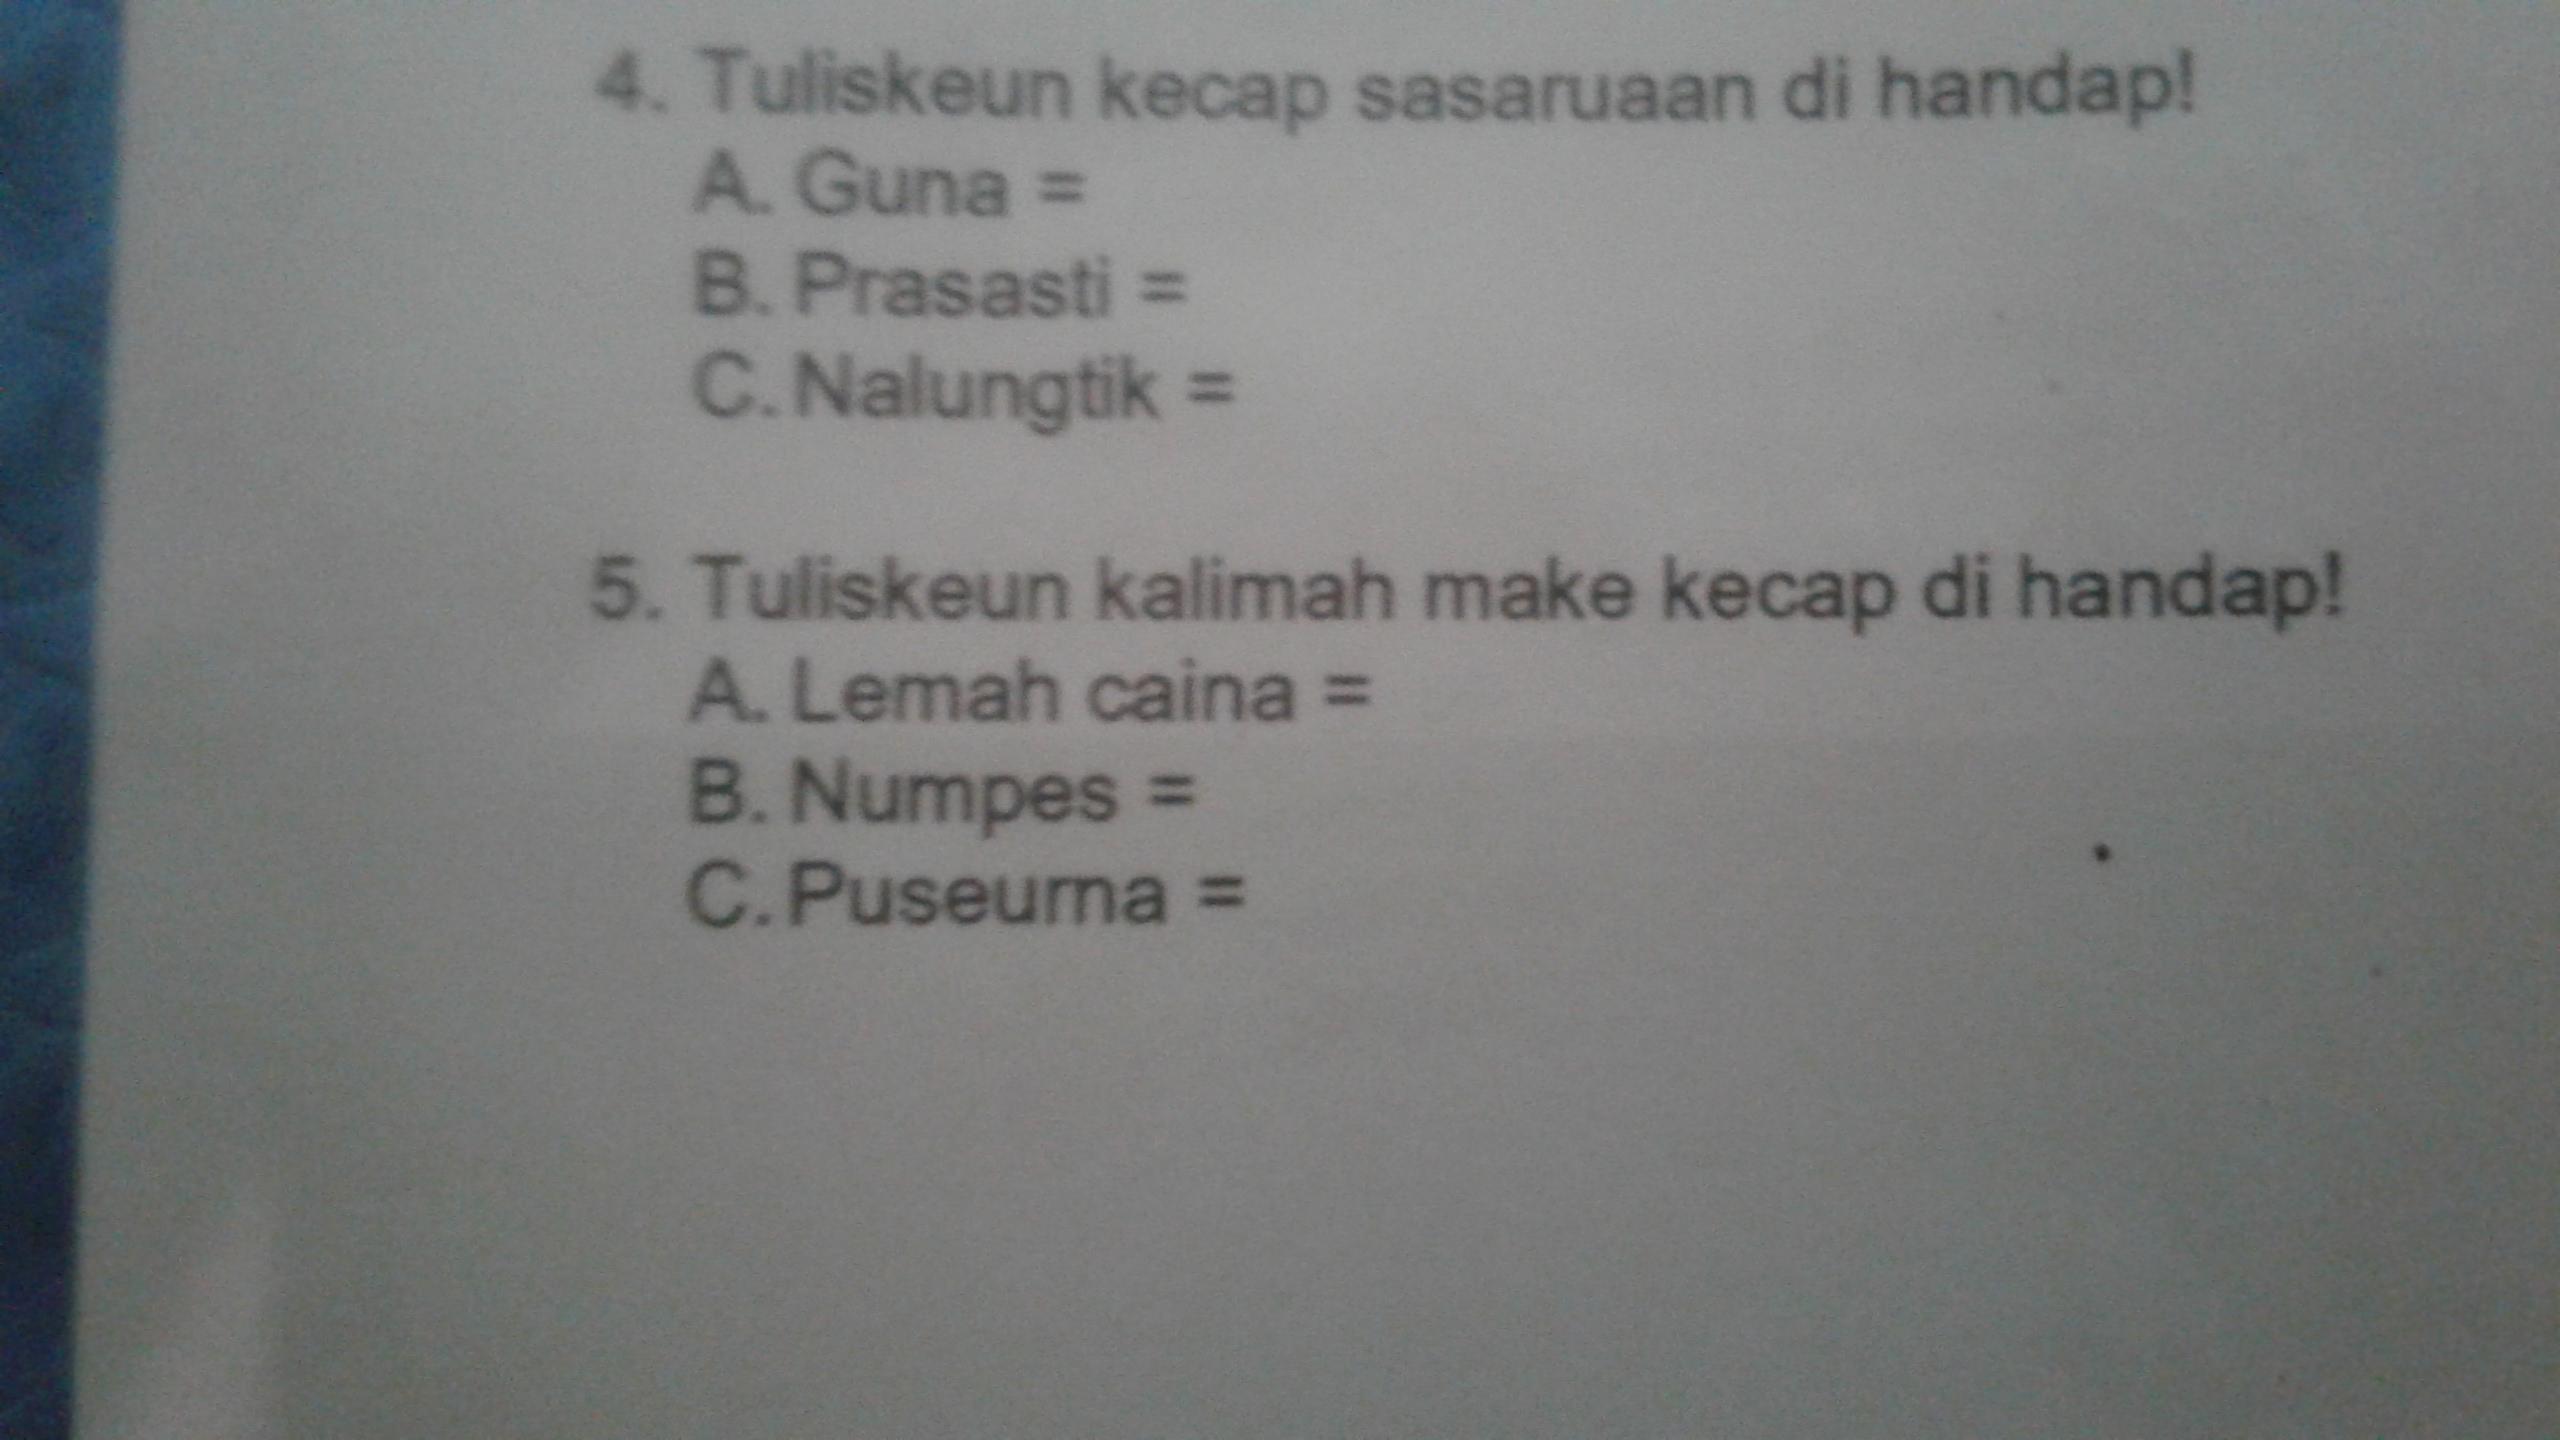 4. Tuliskeun kecap sasaruaan di handap!
A. Guna =
B. Prasasti =
C. Nalungtik =
5. Tuliskeun kalimah make kecap di handap!
A. Lemah caina =
B. Numpes =
C. Puseurna =